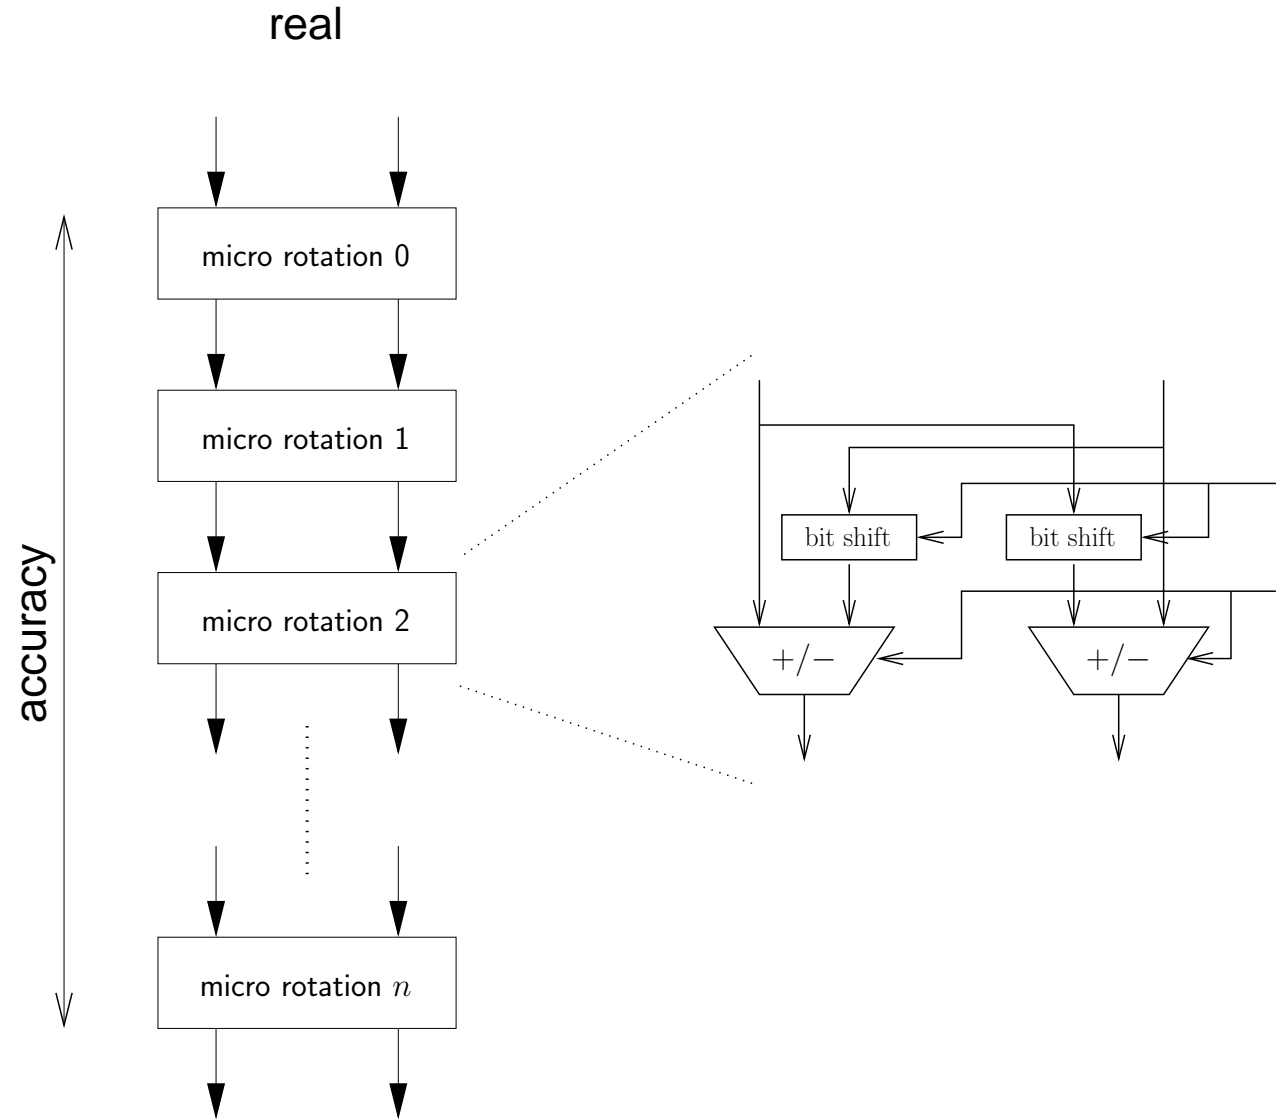 real
micro rotation 0
micro rotation 1
bit shift
bit shift
accuracy
micro rotation 2
+/−
+/−
micro rotation n